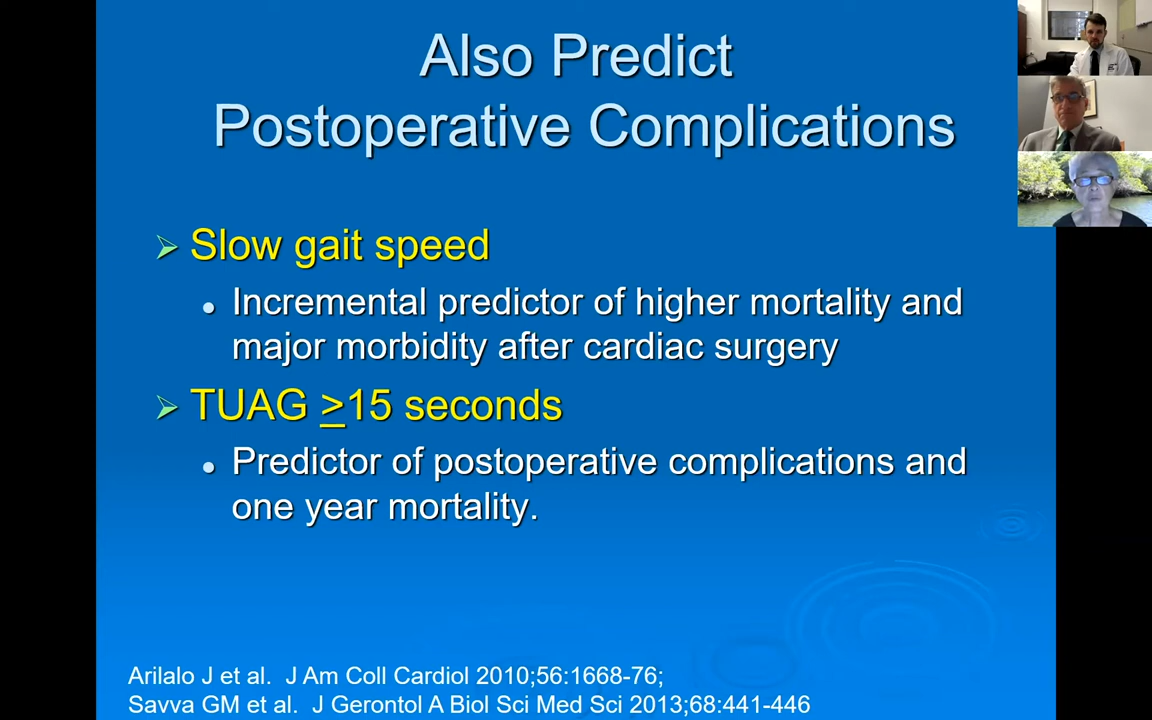 Also Predict
Postoperative Complications
Slow gait speed
Incremental predictor of higher mortality and
major morbidity after cardiac surgery
TUAG >15 seconds
Predictor of postoperative complications and
one year mortality.
Arilalo J et al. J Am Coll Cardiol 2010;56:1668-76;
Savva GM et al. J Gerontol A Biol Sci Med Sci 2013;68:441-446